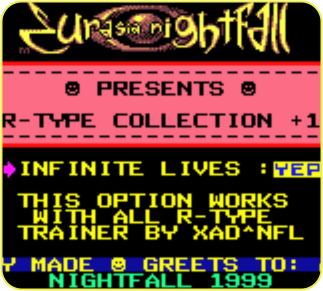 Eurasia nightfall
PRESENTS
R-TYPE COLLECTION +1
INFINITE LIVES :YEP
THIS OPTION WORKS
WITH ALL R-TYPE
TRAINER BY XAD^NFL
Y MADE GREETS TO:
NIGHTFALL 1999